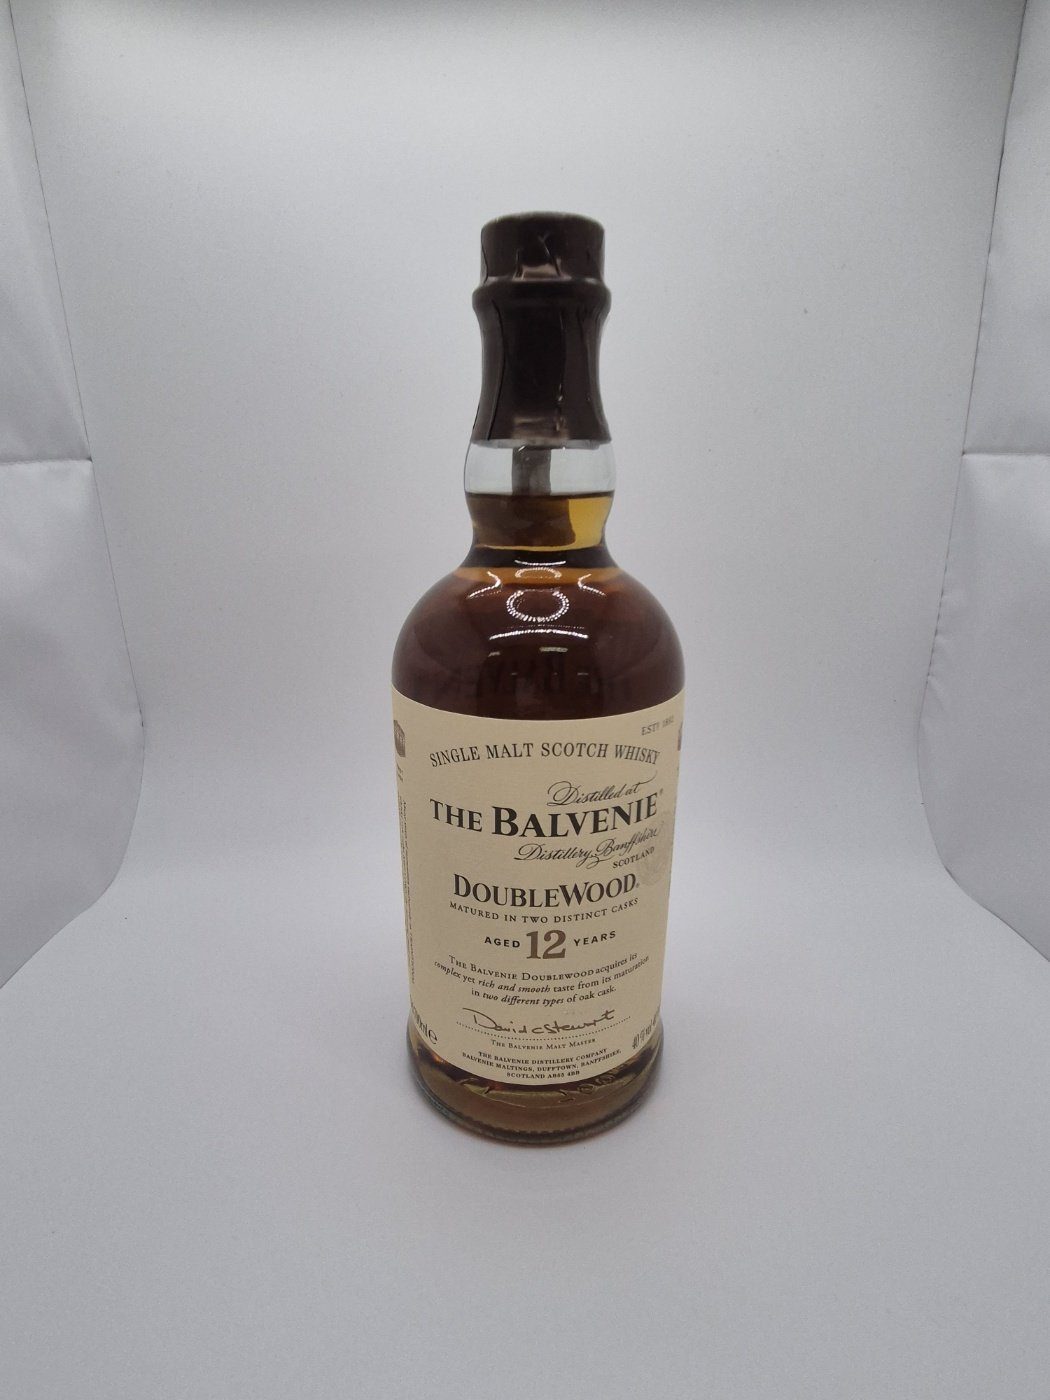 ESTD 1892
SINGLE MALT SCOTCH WHISKY
Distilled at
THE BALVENIE®
Distillery, Banffshire
SCOTLAND
DOUBLEWOOD®
MATURED IN TWO DISTINCT CASKS
AGED 12 YEARS
THE BALVENIE DOUBLEWOOD acquires its
complex yet rich and smooth taste from its maturation
in two different types of oak cask.
David C Stewart
THE BALVENIE MALT MASTER
THE BALVENIE DISTILLERY COMPANY
BALVENIE MALTINGS, DUFFTOWN, BANFFSHIRE,
SCOTLAND AB55 4BB
40%vol